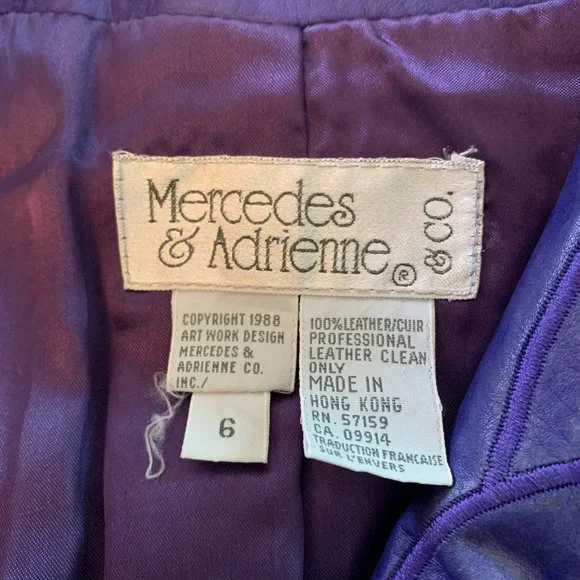 Mercedes
& Adrienne ® & CO.
COPYRIGHT 1988
ART WORK DESIGN
MERCEDES &
ADRIENNE CO.
INC./
6
100%LEATHER/CUIR
PROFESSIONAL
LEATHER CLEAN
ONLY
MADE IN
HONG KONG
RN. 57159
CA. 09914
TRADUCTION FRANCAISE
SUR L'ENVERS